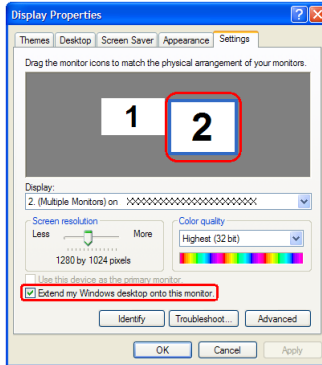 Display Properties
Themes Desktop Screen Saver Appearance Settings
Drag the monitor icons to match the physical arrangement of your monitors.
1 2
Display:
2. (Multiple Monitors) on XXXXXXXXXXXXXXXXXXXX
Screen resolution Color quality
Less More Highest (32 bit)
1280 by 1024 pixels
Use this device as the primary monitor.
Extend my Windows desktop onto this monitor.
Identify Troubleshoot... Advanced
OK Cancel Apply